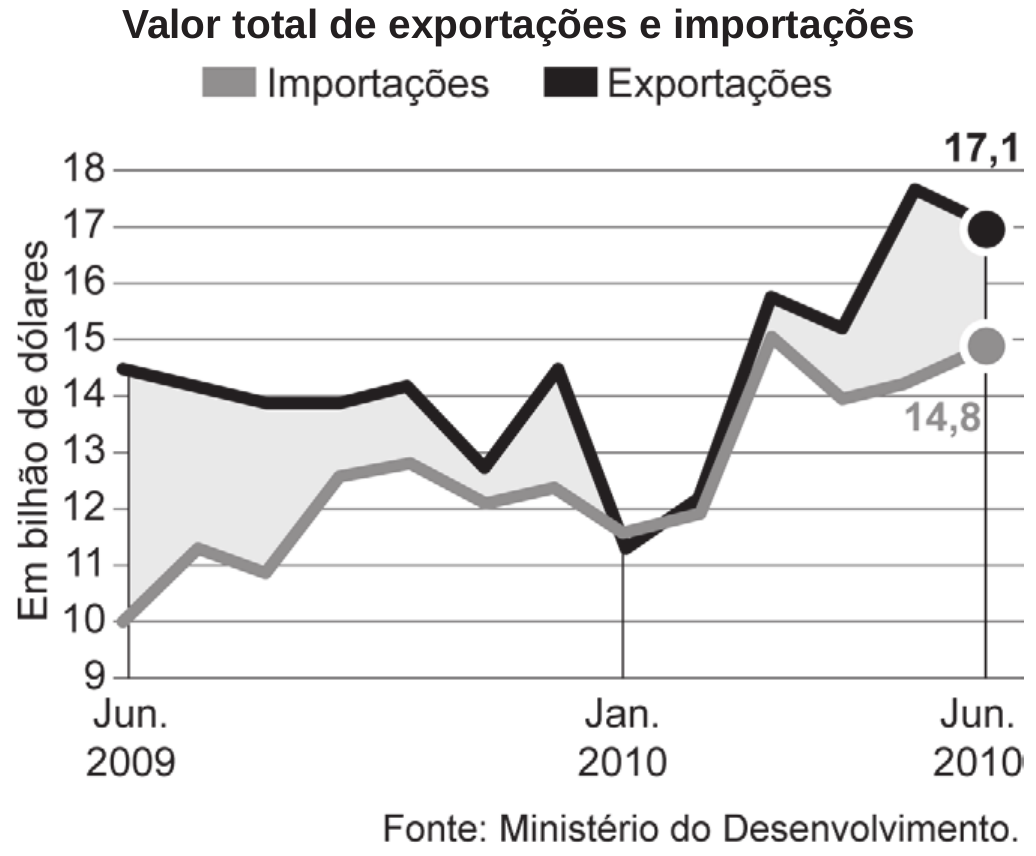 Valor total de exportações e importações
Importações Exportações
17,1
18
17
16
15
14
14,8
13
12
11
10
9
Em bilhão de dólares
Jun. Jan. Jun.
2009 2010 2010
Fonte: Ministério do Desenvolvimento.